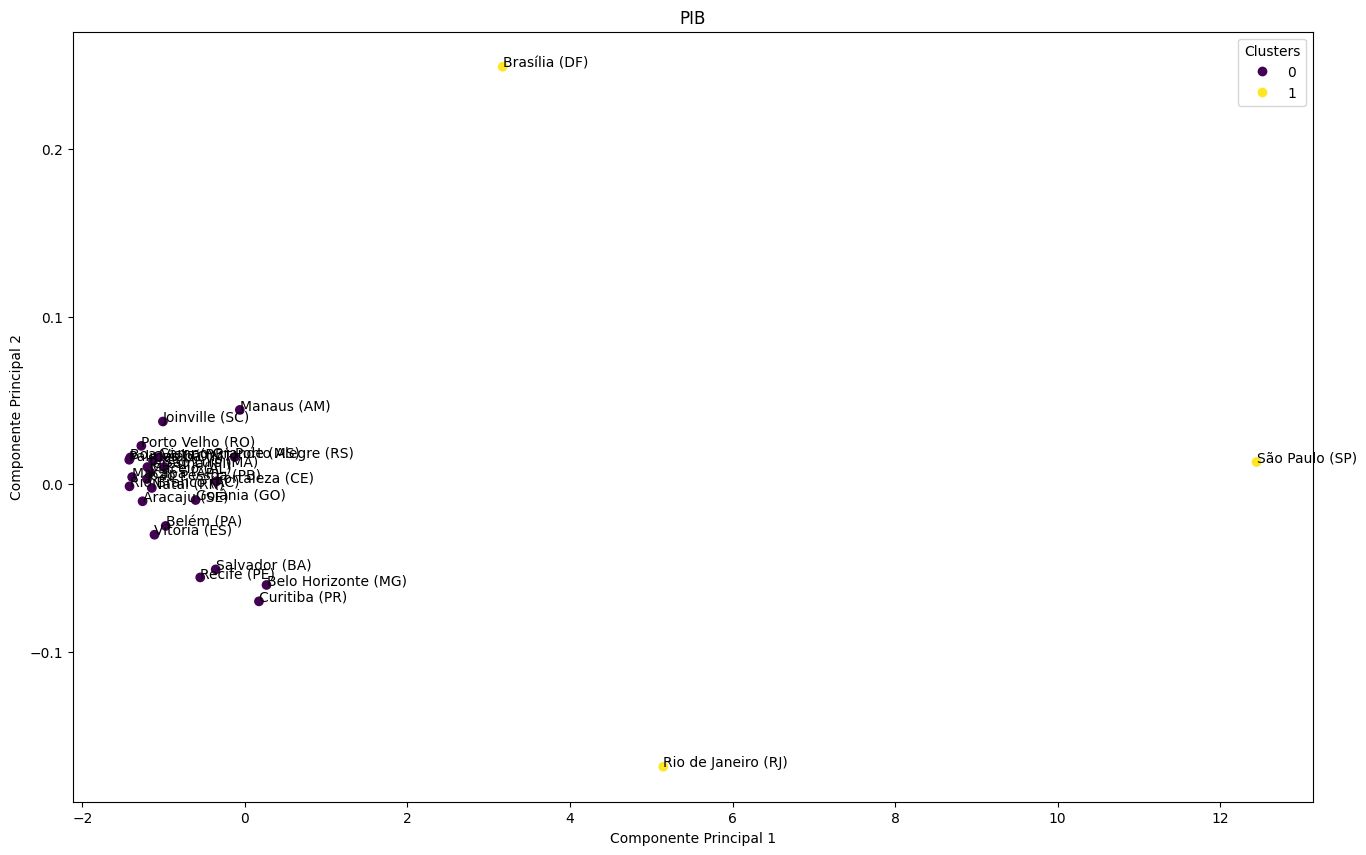 PIB
Brasília (DF)
Clusters
0
1
0.2
0.1
0.0
−0.1
Componente Principal 2
Manaus (AM)
Joinville (SC)
Porto Velho (RO)
Porto Alegre (RS)
Fortaleza (CE)
Goiânia (GO)
Aracaju (SE)
Belém (PA)
Vitória (ES)
Salvador (BA)
Recife (PE)
Belo Horizonte (MG)
Curitiba (PR)
São Paulo (SP)
Rio de Janeiro (RJ)
−2
0
2
4
6
8
10
12
Componente Principal 1